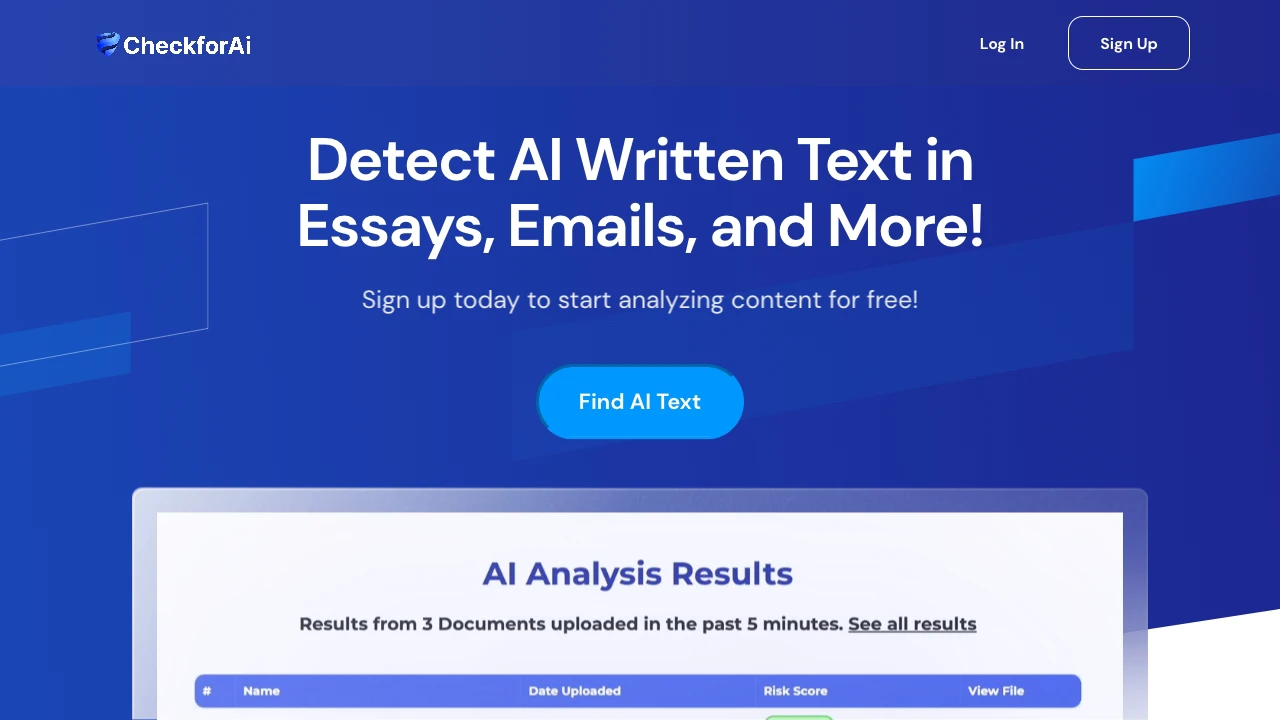 CheckforAi
Log In
Sign Up
Detect AI Written Text in
Essays, Emails, and More!
Sign up today to start analyzing content for free!
Find AI Text
AI Analysis Results
Results from 3 Documents uploaded in the past 5 minutes. See all results
# Name Date Uploaded Risk Score View File